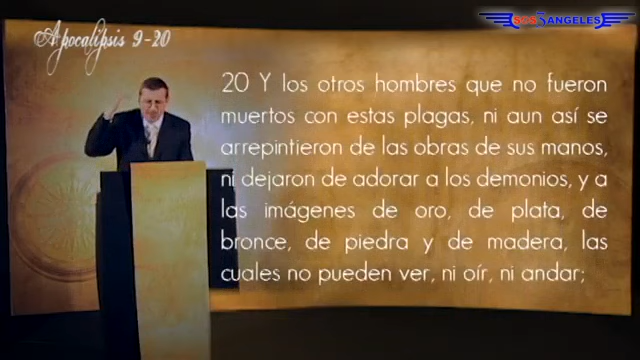 Apocalipsis 9-20
SOS 3 ANGELES
20 Y los otros hombres que no fueron
muertos con estas plagas, ni aun así se
arrepintieron de las obras de sus manos,
ni dejaron de adorar a los demonios, y a
las imágenes de oro, de plata, de
bronce, de piedra y de madera, las
cuales no pueden ver, ni oír, ni andar;